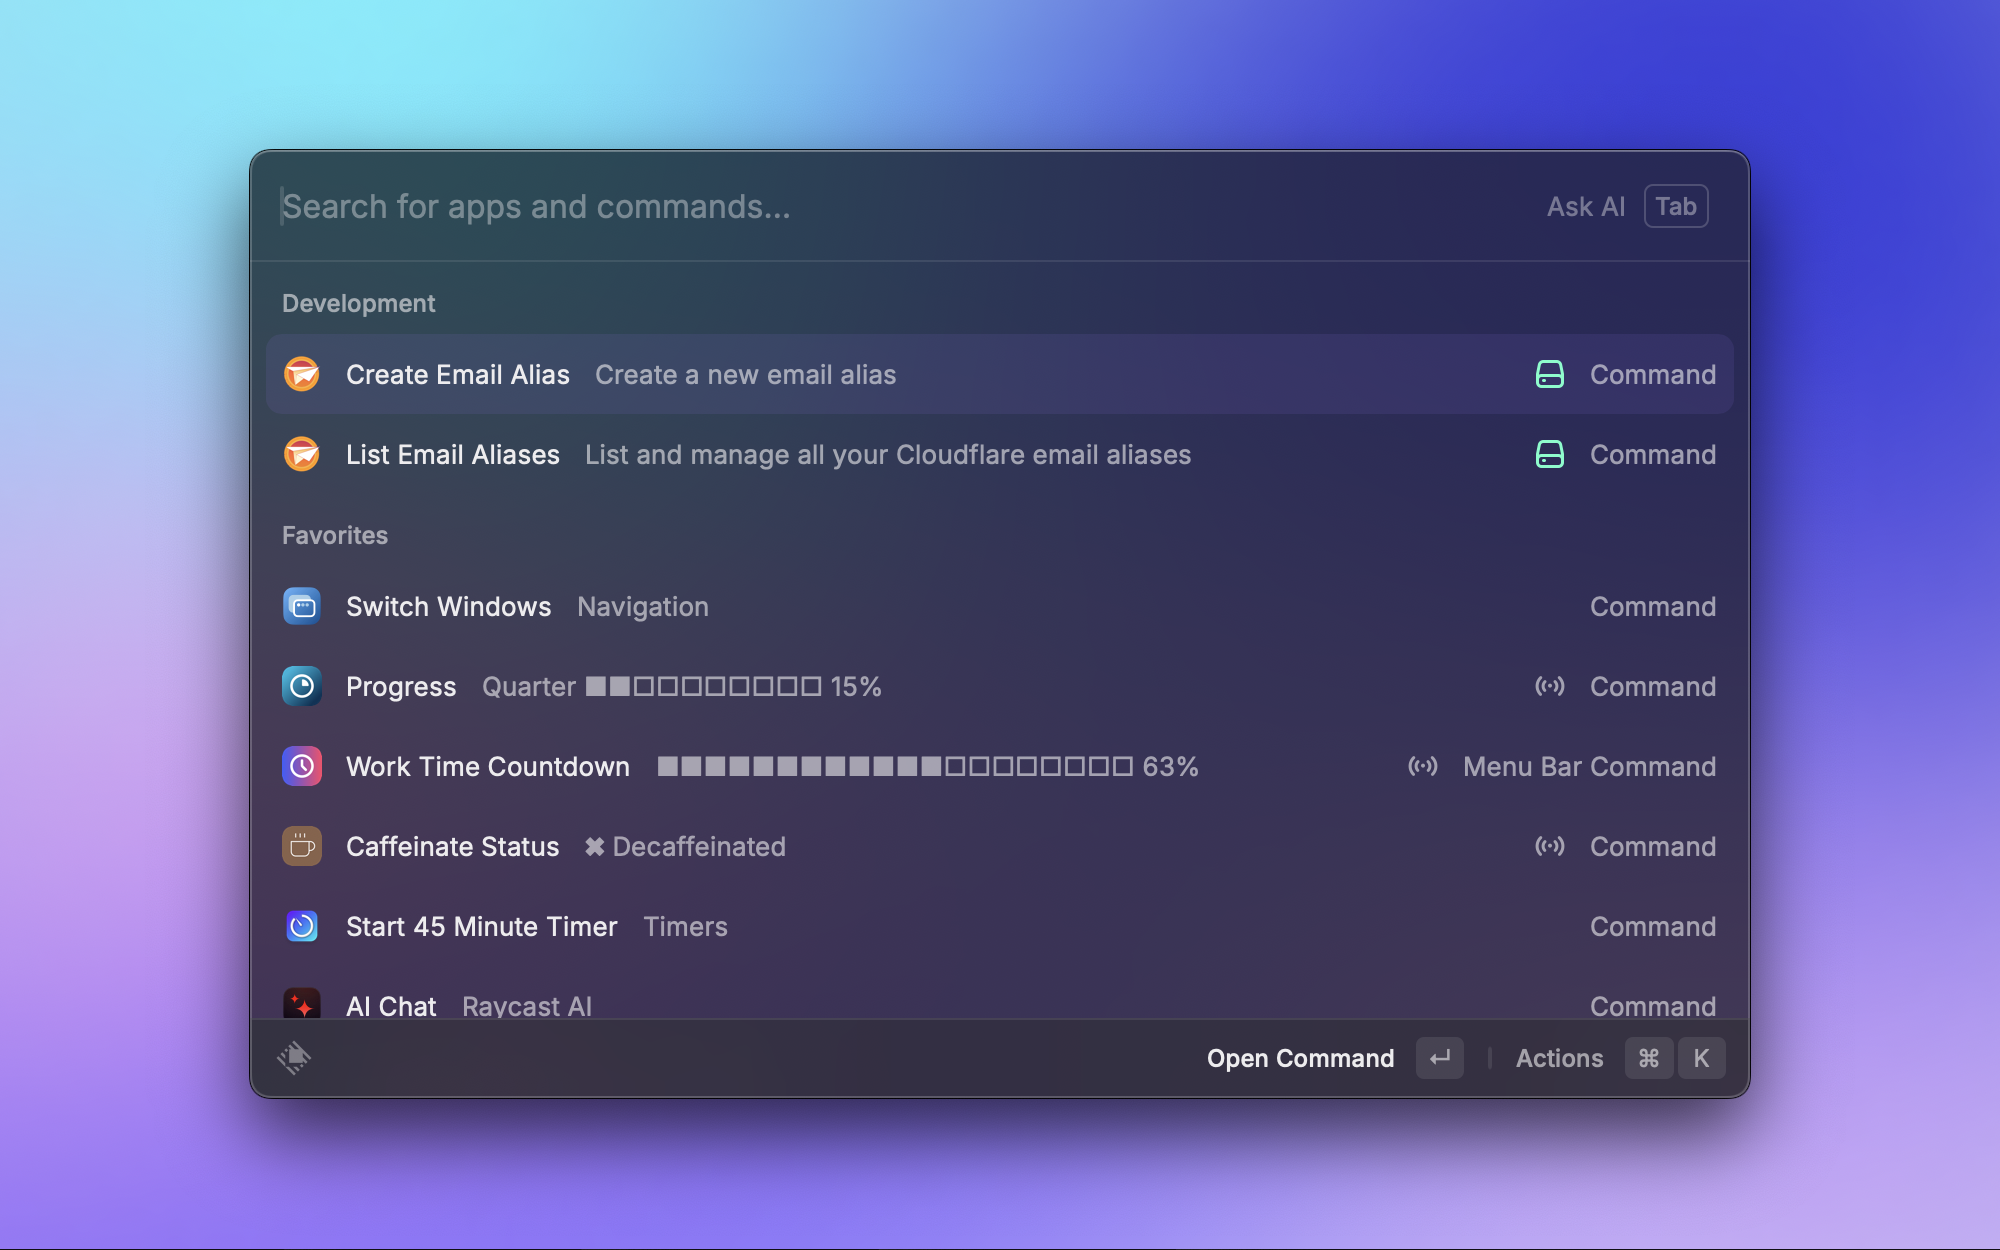 Search for apps and commands...
Ask AI Tab
Development
Create Email Alias Create a new email alias Command
List Email Aliases List and manage all your Cloudflare email aliases Command
Favorites
Switch Windows Navigation Command
Progress Quarter ■■□□□□□□□□ 15% Command
Work Time Countdown ■■■■■■■■■■■■□□□□□□□□ 63% Menu Bar Command
Caffeinate Status ✖ Decaffeinated Command
Start 45 Minute Timer Timers Command
AI Chat Raycast AI Command
Open Command ↵ Actions ⌘ K